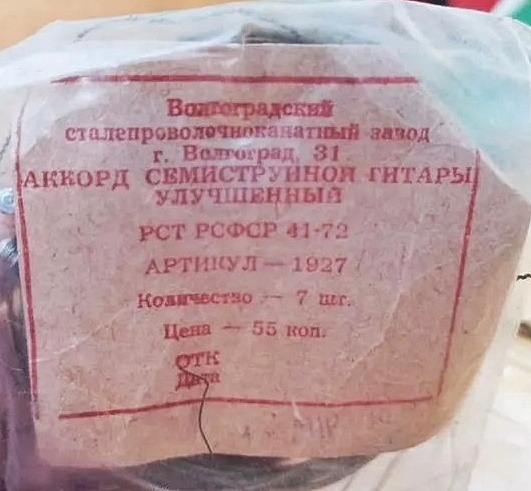 Волгоградский
сталепроволочноканатный завод
г. Волгоград, 31
АККОРД СЕМИСТРУННОЙ ГИТАРЫ
УЛУЧШЕННЫЙ
РСТ РСФСР 41-72
АРТИКУЛ — 1927
Количество — 7 шт.
Цена — 55 коп.
ОТК
Дата